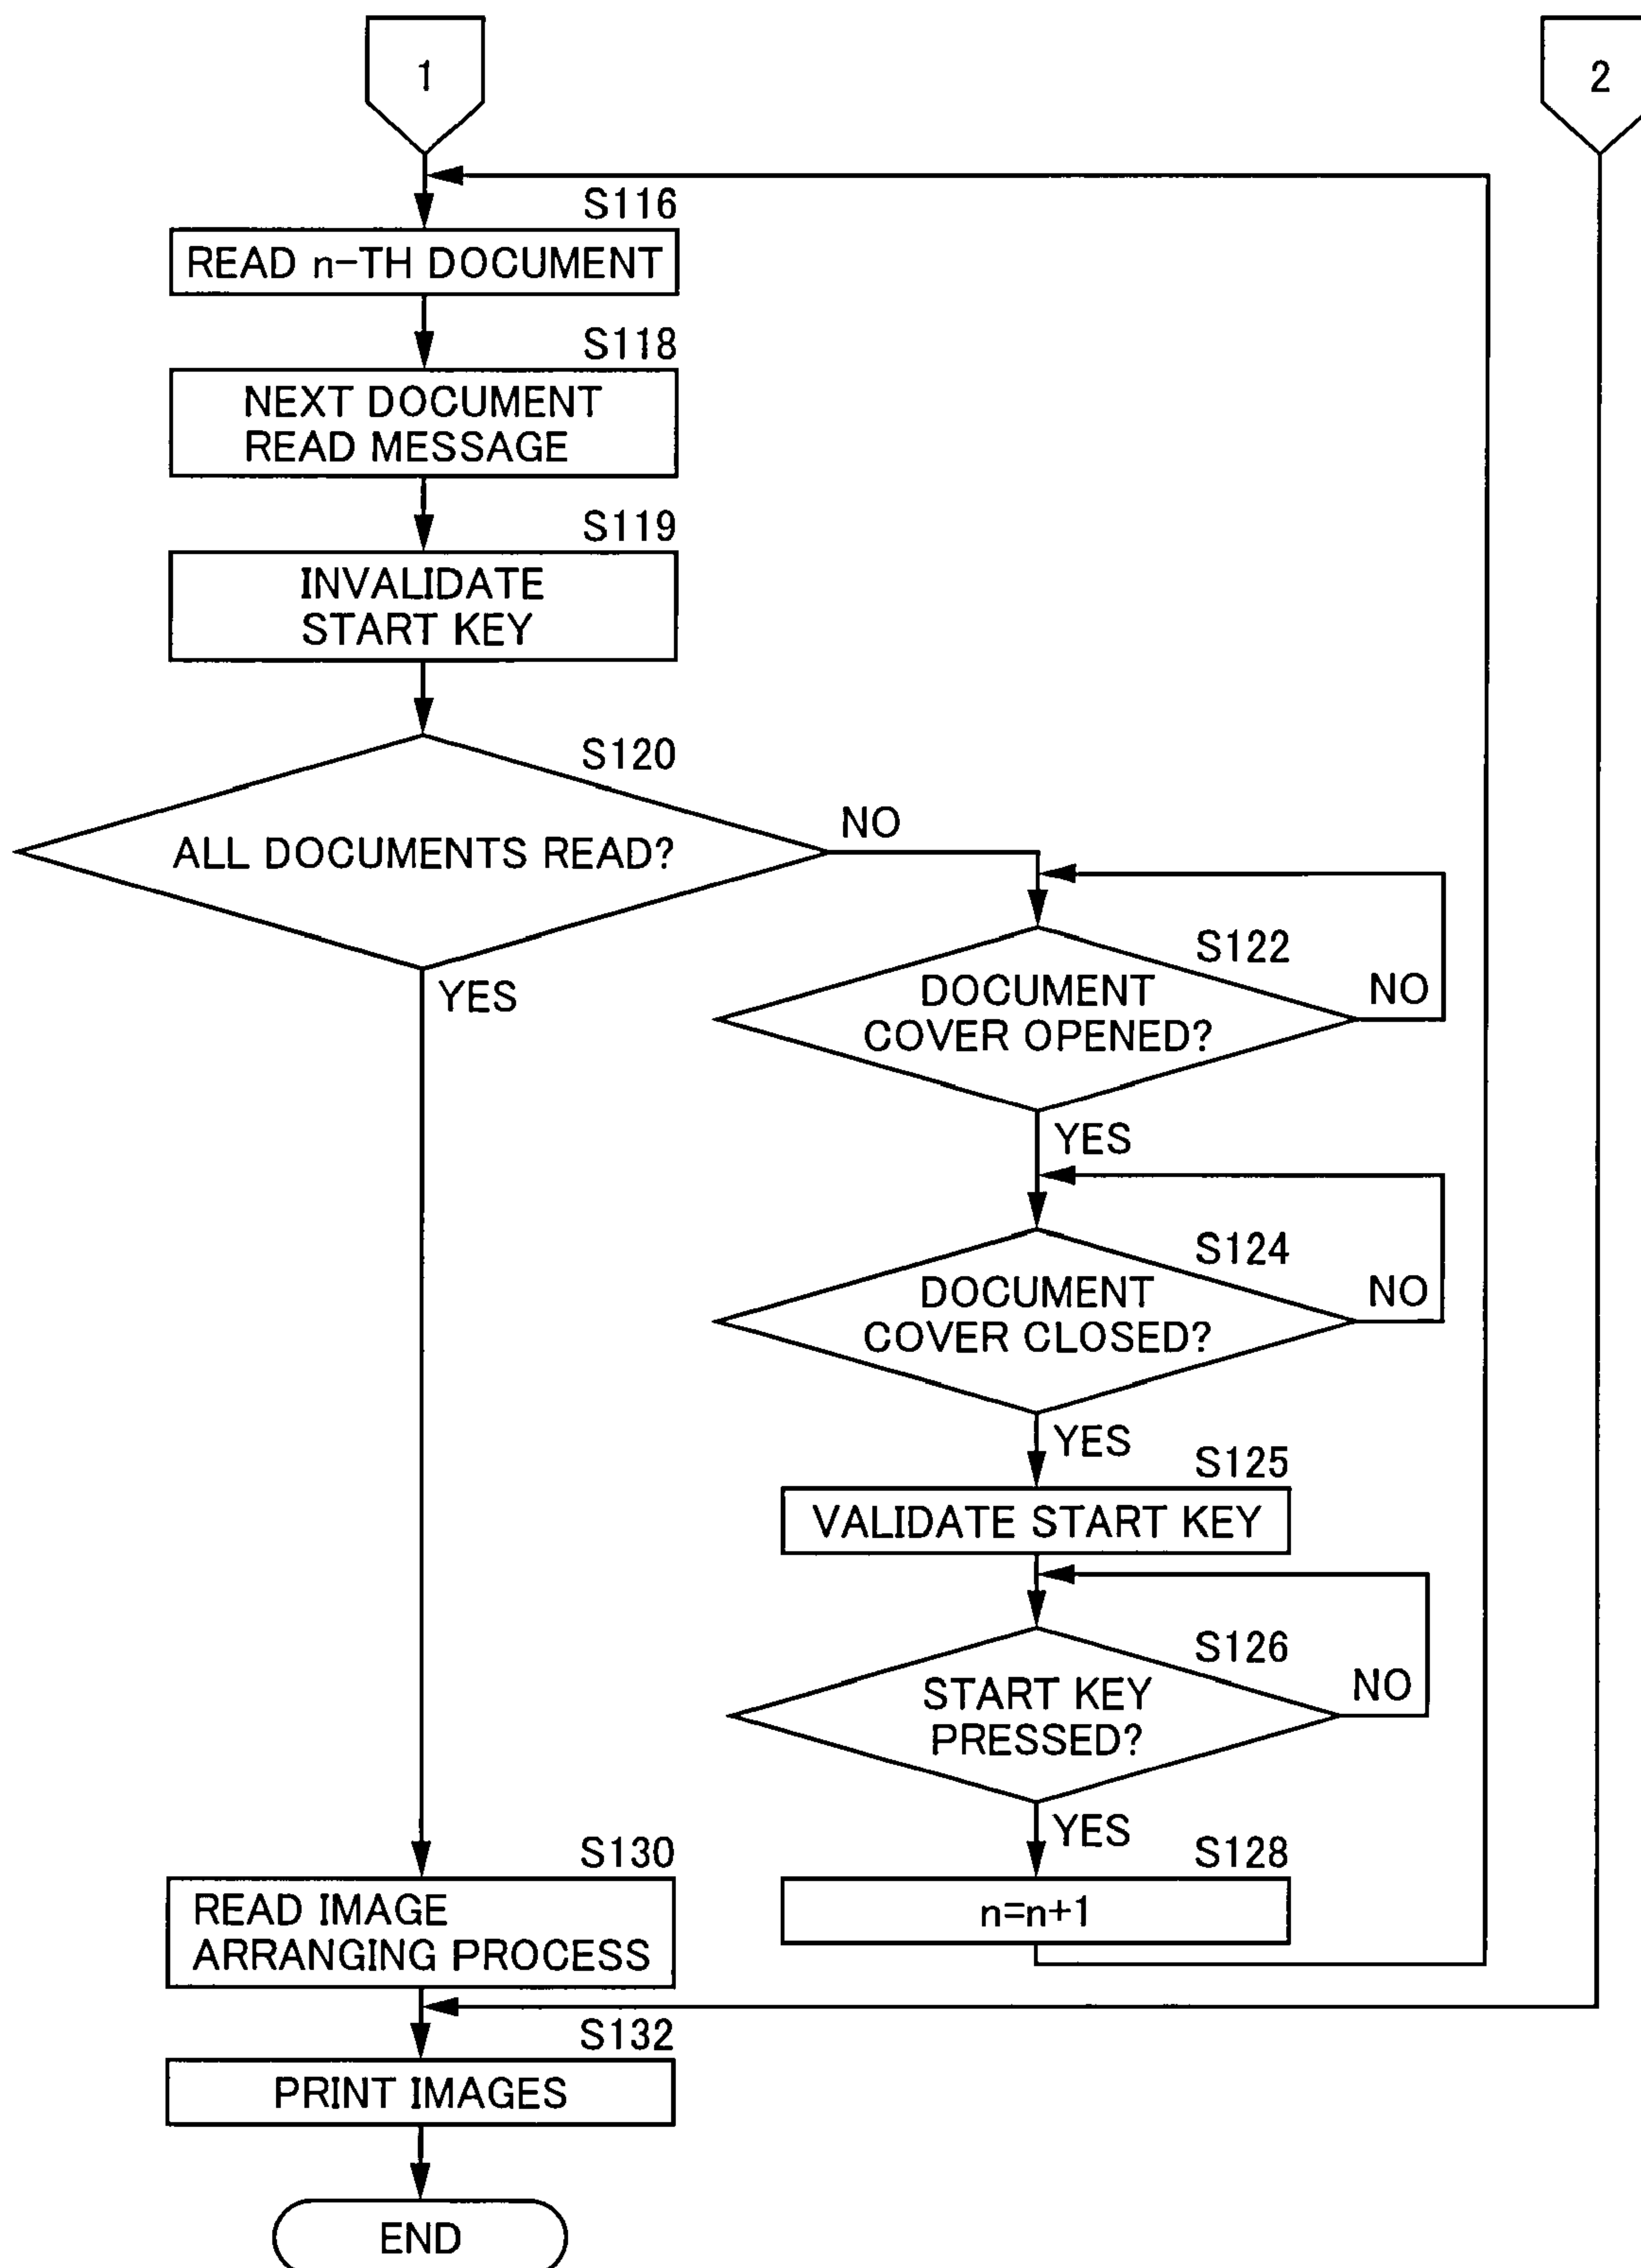 1
2
S116
READ n-TH DOCUMENT
S118
NEXT DOCUMENT
READ MESSAGE
S119
INVALIDATE
START KEY
S120
ALL DOCUMENTS READ?
NO
YES
S122
DOCUMENT
COVER OPENED?
NO
YES
S124
DOCUMENT
COVER CLOSED?
NO
YES
S125
VALIDATE START KEY
S126
START KEY
PRESSED?
NO
YES
S128
n=n+1
S130
READ IMAGE
ARRANGING PROCESS
S132
PRINT IMAGES
END